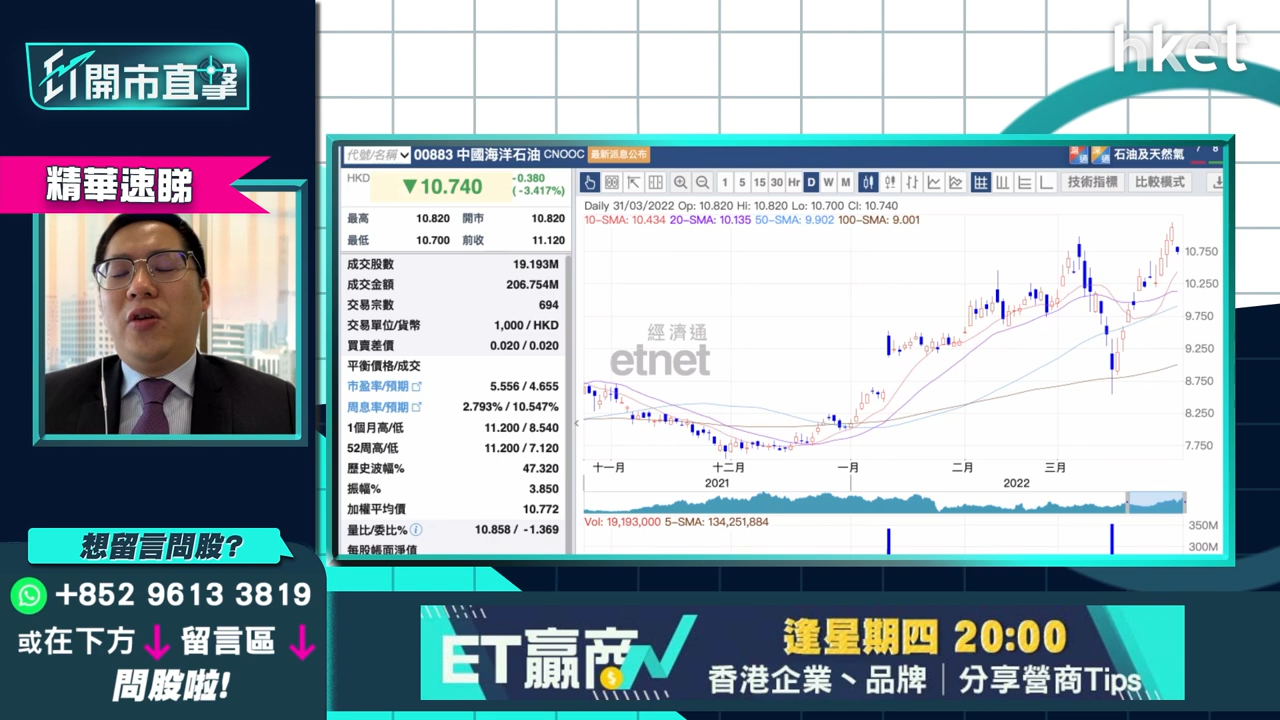 hket
ET開市直擊
精華速睇
代號/名稱 00883 中國海洋石油 CNOOC 最新派息公布
石油及天然氣 7 8
HKD ▼10.740 0.380 (-3.417%)
最高 10.820 開市 10.820
最低 10.700 前收 11.120
成交股數 19.193M
成交金額 206.754M
交易宗數 694
交易單位/貨幣 1,000 / HKD
買賣差價 0.020 / 0.020
平衡價格/成交
市盈率/預期 5.556 / 4.655
周息率/預期 2.793% / 10.547%
1個月高/低 11.200 / 8.540
52周高/低 11.200 / 7.120
歷史波幅% 47.320
振幅% 3.850
加權平均價 10.772
量比/委比% 10.858 / -1.369
每股帳面淨值
1 5 15 30 Hr D W M 技術指標 比較模式
Daily 31/03/2022 Op: 10.820 Hi: 10.820 Lo: 10.700 Cl: 10.740
10-SMA: 10.434 20-SMA: 10.135 50-SMA: 9.902 100-SMA: 9.001
10.750
10.250
9.750
9.250
8.750
8.250
7.750
經濟通
etnet
十一月 十二月 一月 二月 三月
2021 2022
Vol: 19,193,000 5-SMA: 134,251,884
350M
300M
想留言問股?
+852 9613 3819
或在下方↓留言區↓
問股啦!
ET贏商
逢星期四 20:00
香港企業、品牌｜分享營商Tips